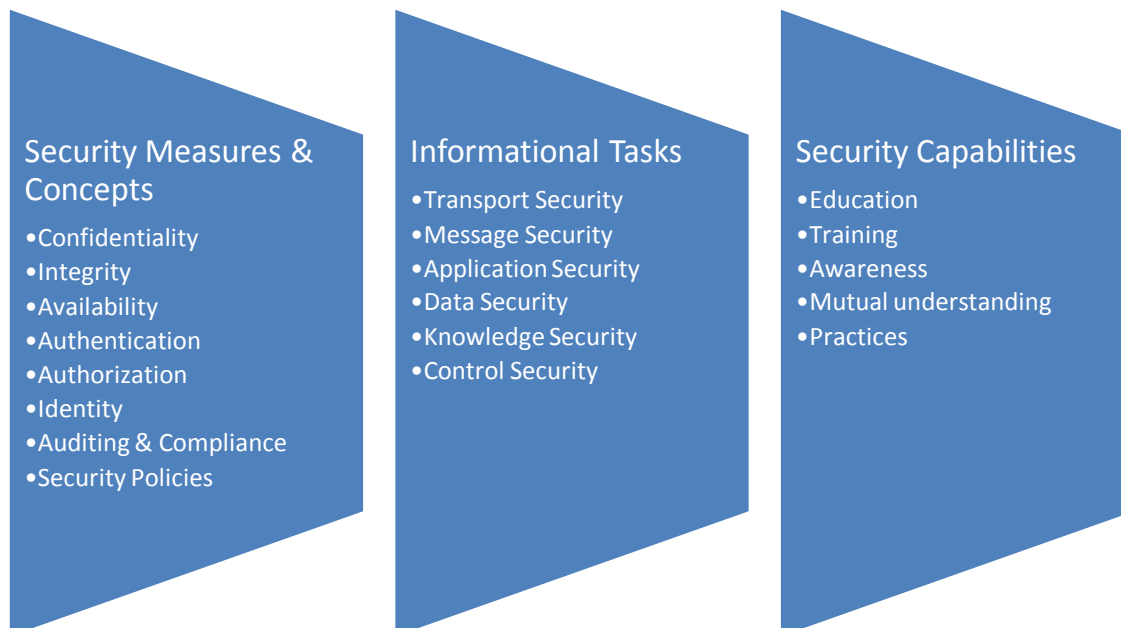 Security Measures &
Concepts
•Confidentiality
•Integrity
•Availability
•Authentication
•Authorization
•Identity
•Auditing & Compliance
•Security Policies
Informational Tasks
•Transport Security
•Message Security
•Application Security
•Data Security
•Knowledge Security
•Control Security
Security Capabilities
•Education
•Training
•Awareness
•Mutual understanding
•Practices